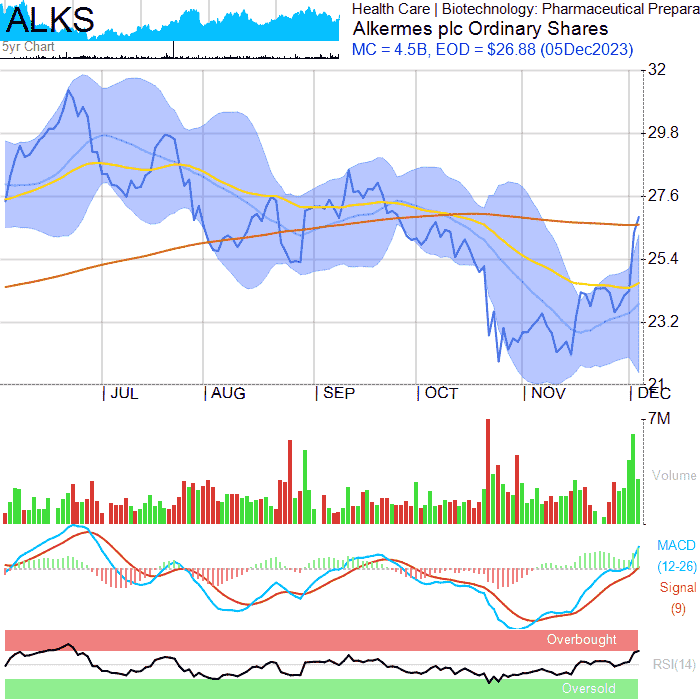 ALKS
5yr Chart
Health Care | Biotechnology: Pharmaceutical Prepara
Alkermes plc Ordinary Shares
MC = 4.5B, EOD = $26.88 (05Dec2023)
32
29.8
27.6
25.4
23.2
21
JUL AUG SEP OCT NOV DEC
7M
Volume
MACD
(12-26)
Signal
(9)
Overbought
RSI(14)
Oversold